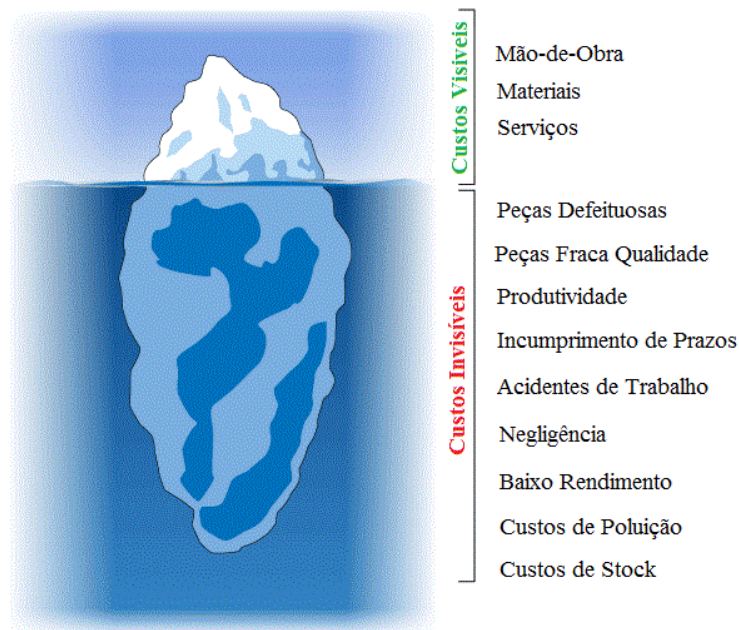 Custos Visíveis
Mão-de-Obra
Materiais
Serviços
Custos Invisíveis
Peças Defeituosas
Peças Fraca Qualidade
Produtividade
Incumprimento de Prazos
Acidentes de Trabalho
Negligência
Baixo Rendimento
Custos de Poluição
Custos de Stock